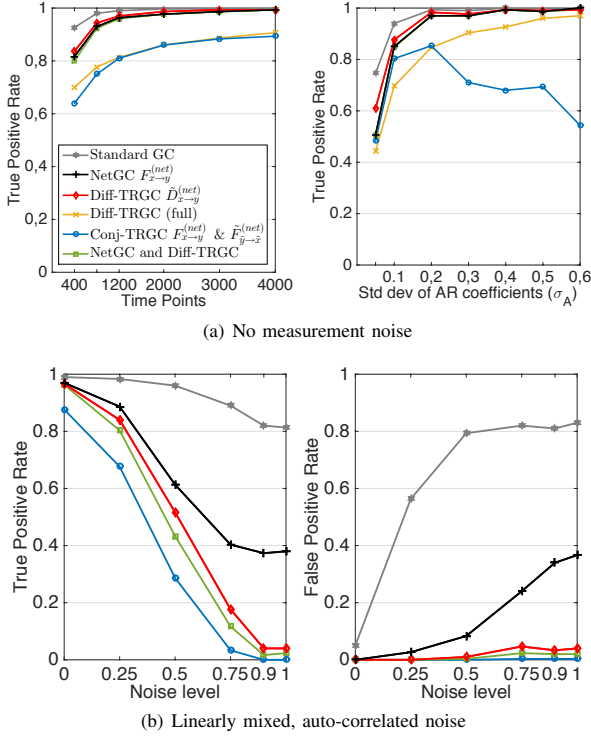 True Positive Rate
1
0,8
0,6
0,4
0,2
0
Standard GC
NetGC F_{x→y}^{(net)}
Diff-TRGC D̃_{x→y}^{(net)}
Diff-TRGC (full)
Conj-TRGC F_{x→y}^{(net)} & F̃_{ỹ→x̃}^{(net)}
NetGC and Diff-TRGC
400 1200 2000 3000 4000
Time Points
True Positive Rate
1
0.8
0.6
0.4
0.2
0
0.1 0,2 0,3 0,4 0,5 0,6
Std dev of AR coefficients (σ_A)
(a) No measurement noise
True Positive Rate
1
0.8
0.6
0.4
0.2
0
0 0.25 0.5 0.75 0.9 1
Noise level
False Positive Rate
1
0.8
0.6
0.4
0.2
0
0 0.25 0.5 0.75 0.9 1
Noise level
(b) Linearly mixed, auto-correlated noise